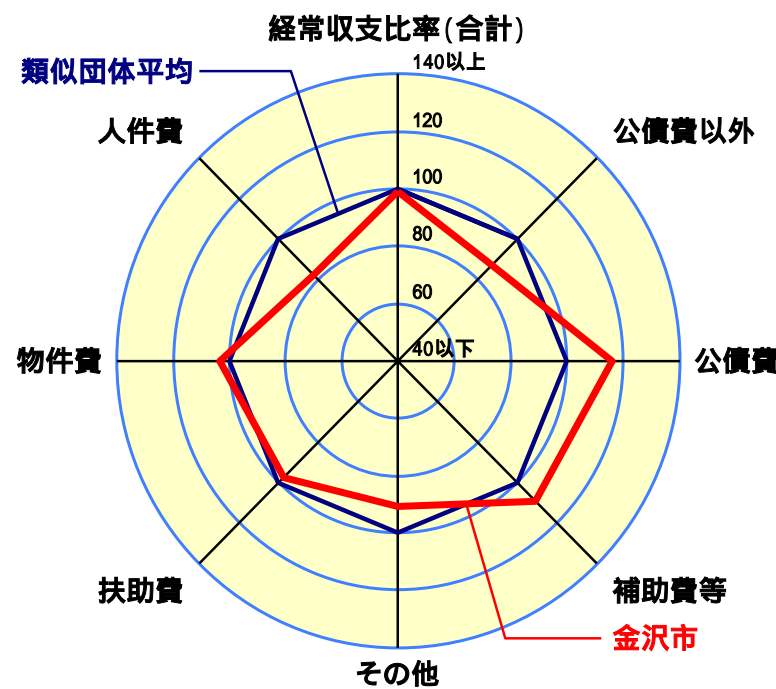 経常収支比率(合計)
140以上
類似団体平均
120
人件費
公債費以外
100
80
60
40以下
物件費
公債費
扶助費
補助費等
金沢市
その他